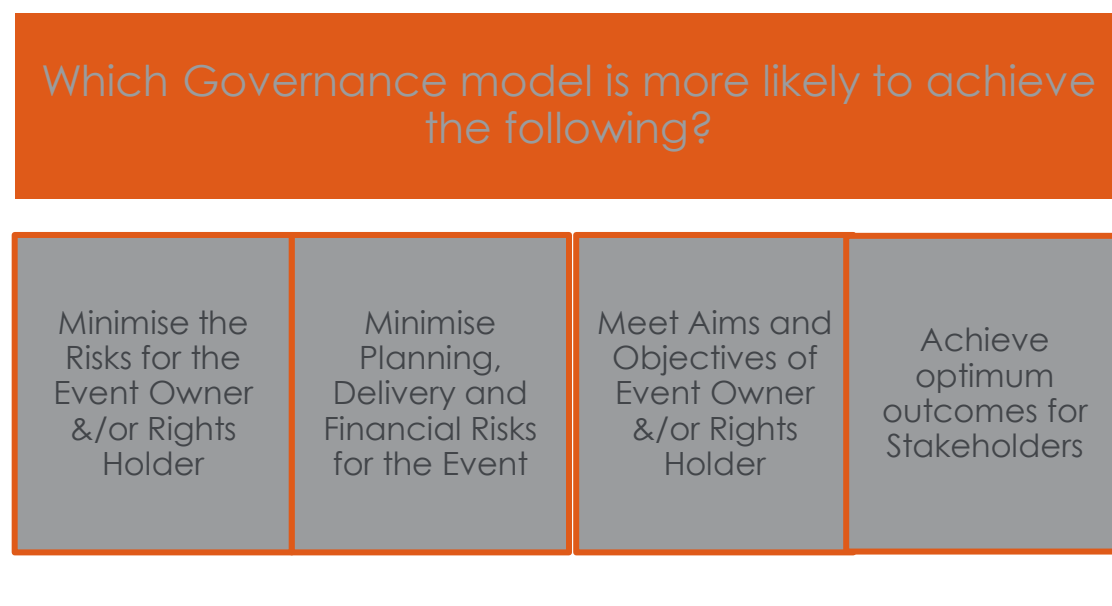 Which Governance model is more likely to achieve
the following?
Minimise the
Risks for the
Event Owner
&/or Rights
Holder
Minimise
Planning,
Delivery and
Financial Risks
for the Event
Meet Aims and
Objectives of
Event Owner
&/or Rights
Holder
Achieve
optimum
outcomes for
Stakeholders